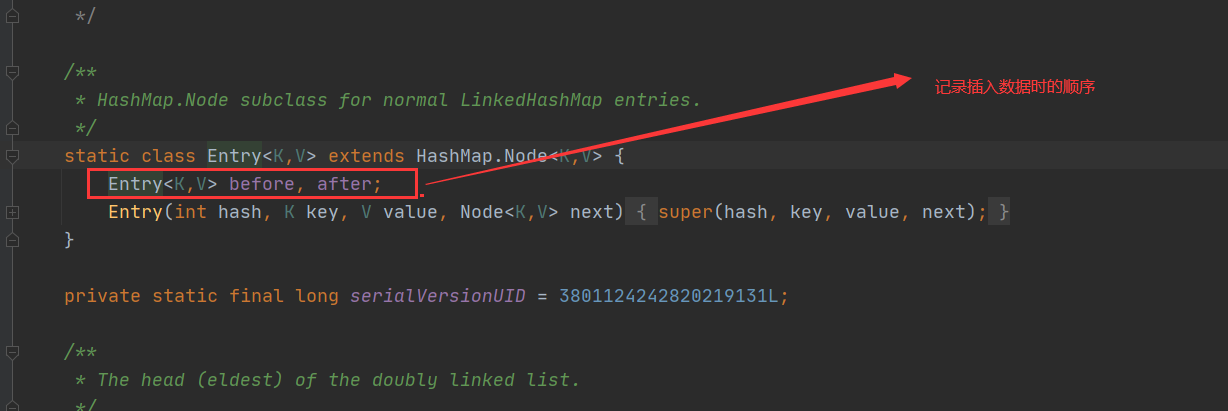 */
/**
* HashMap.Node subclass for normal LinkedHashMap entries.
*/
static class Entry<K,V> extends HashMap.Node<K,V> {
Entry<K,V> before, after;
Entry(int hash, K key, V value, Node<K,V> next) { super(hash, key, value, next); }
}
private static final long serialVersionUID = 3801124242820219131L;
/**
* The head (eldest) of the doubly linked list.
*/
记录插入数据时的顺序